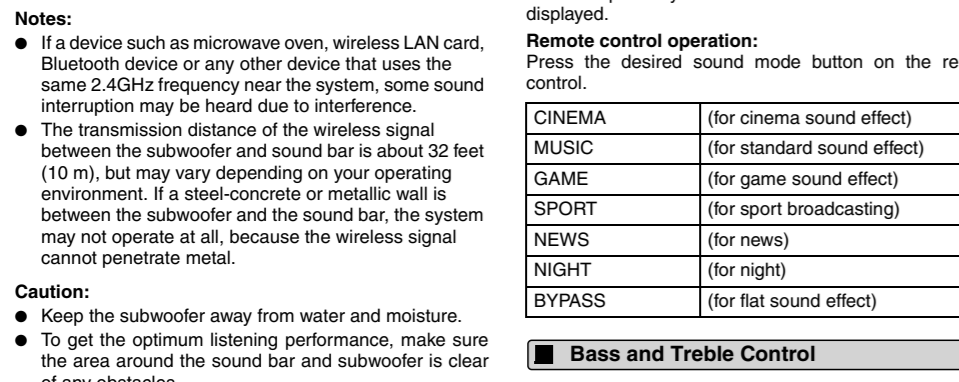 Notes:
● If a device such as microwave oven, wireless LAN card,
Bluetooth device or any other device that uses the
same 2.4GHz frequency near the system, some sound
interruption may be heard due to interference.
● The transmission distance of the wireless signal
between the subwoofer and sound bar is about 32 feet
(10 m), but may vary depending on your operating
environment. If a steel-concrete or metallic wall is
between the subwoofer and the sound bar, the system
may not operate at all, because the wireless signal
cannot penetrate metal.
Caution:
● Keep the subwoofer away from water and moisture.
● To get the optimum listening performance, make sure
the area around the sound bar and subwoofer is clear
of any obstacles
displayed.
Remote control operation:
Press the desired sound mode button on the re
control.
CINEMA (for cinema sound effect)
MUSIC (for standard sound effect)
GAME (for game sound effect)
SPORT (for sport broadcasting)
NEWS (for news)
NIGHT (for night)
BYPASS (for flat sound effect)
■ Bass and Treble Control